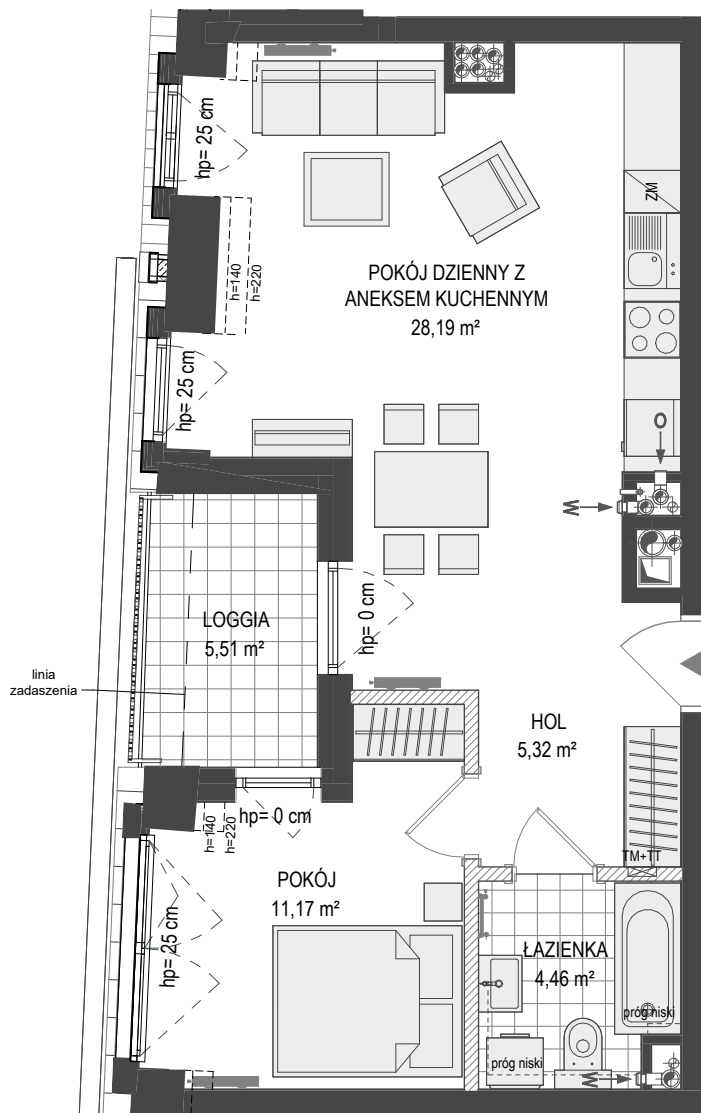 hp= 25 cm
ZM
h=140
h=220
POKÓJ DZIENNY Z
ANEKSEM KUCHENNYM
28,19 m²
hp= 25 cm
O
W
LOGGIA
5,51 m²
hp= 0 cm
linia
zadaszenia
HOL
5,32 m²
hp= 0 cm
h=140
h=220
TM+TT
POKÓJ
11,17 m²
hp= 25 cm
ŁAZIENKA
4,46 m²
próg niski
próg niski
W